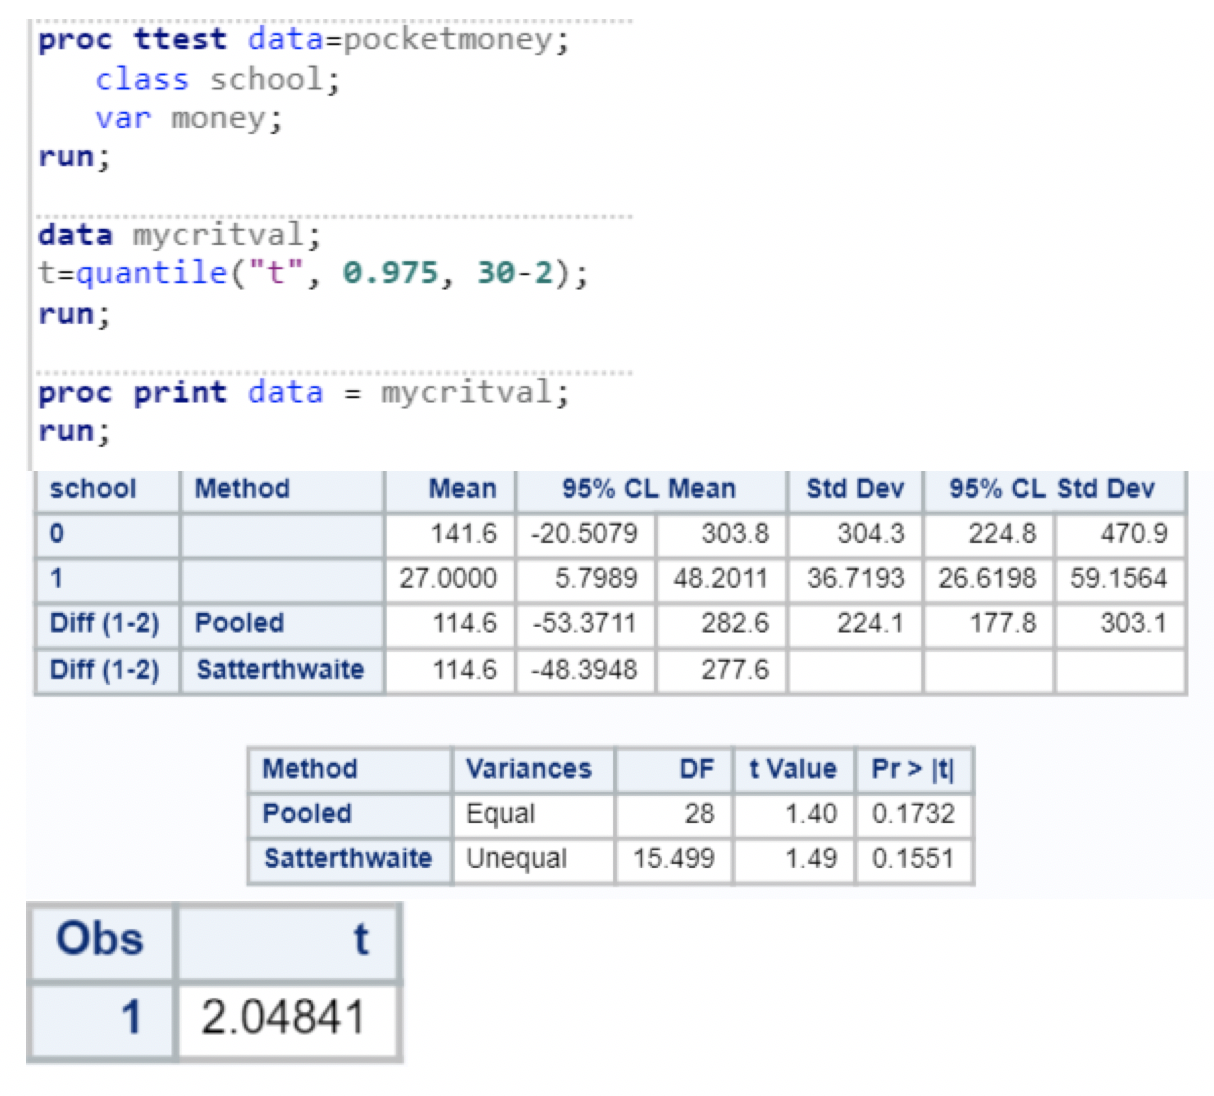 proc ttest data=pocketmoney;
class school;
var money;
run;
data mycritval;
t=quantile("t", 0.975, 30-2);
run;
proc print data = mycritval;
run;
school Method Mean 95% CL Mean Std Dev 95% CL Std Dev
0 141.6 -20.5079 303.8 304.3 224.8 470.9
1 27.0000 5.7989 48.2011 36.7193 26.6198 59.1564
Diff (1-2) Pooled 114.6 -53.3711 282.6 224.1 177.8 303.1
Diff (1-2) Satterthwaite 114.6 -48.3948 277.6
Method Variances DF t Value Pr > |t|
Pooled Equal 28 1.40 0.1732
Satterthwaite Unequal 15.499 1.49 0.1551
Obs t
1 2.04841